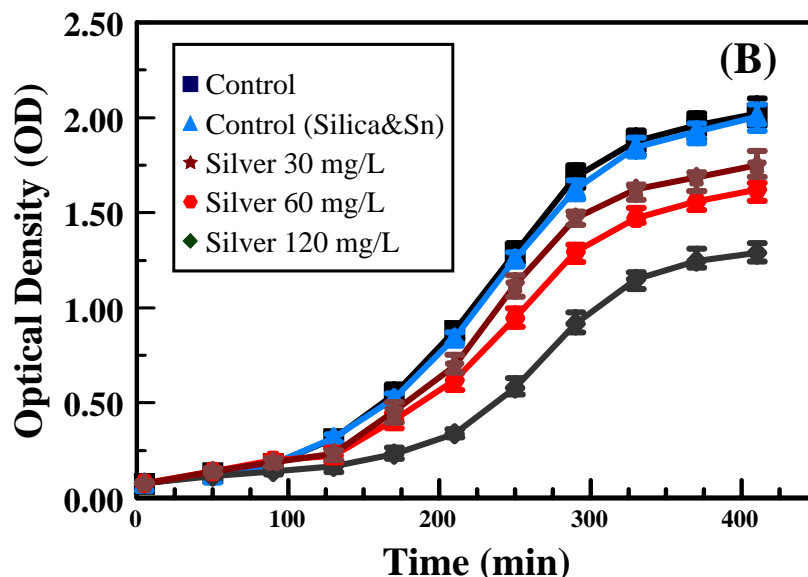 2.50
(B)
Control
Control (Silica&Sn)
Silver 30 mg/L
Silver 60 mg/L
Silver 120 mg/L
2.00
1.50
1.00
0.50
0.00
Optical Density (OD)
0
100
200
300
400
Time (min)